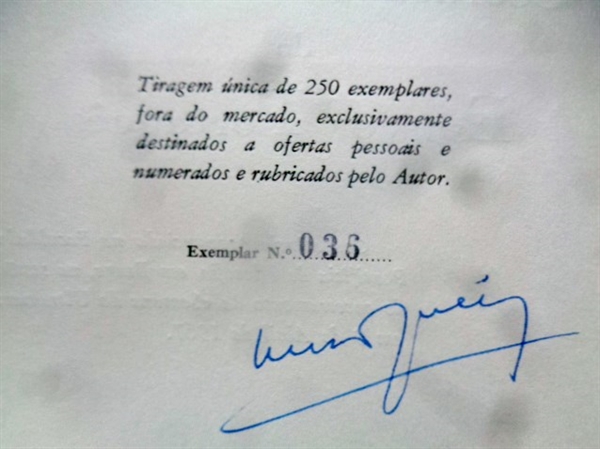 Tiragem única de 250 exemplares,
fora do mercado, exclusivamente
destinados a ofertas pessoais e
numerados e rubricados pelo Autor.
Exemplar N.º 036